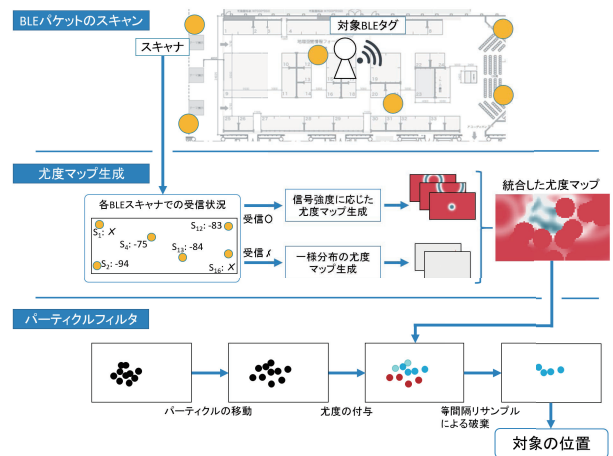 BLEパケットのスキャン
スキャナ
対象BLEタグ
尤度マップ生成
各BLEスキャナでの受信状況
S1: ✗
S12: -83
S4: -75
S13: -84
S2: -94
S16: ✗
受信○
受信✗
信号強度に応じた
尤度マップ生成
一様分布の尤度
マップ生成
統合した尤度マップ
パーティクルフィルタ
パーティクルの移動
尤度の付与
等間隔リサンプル
による破棄
対象の位置